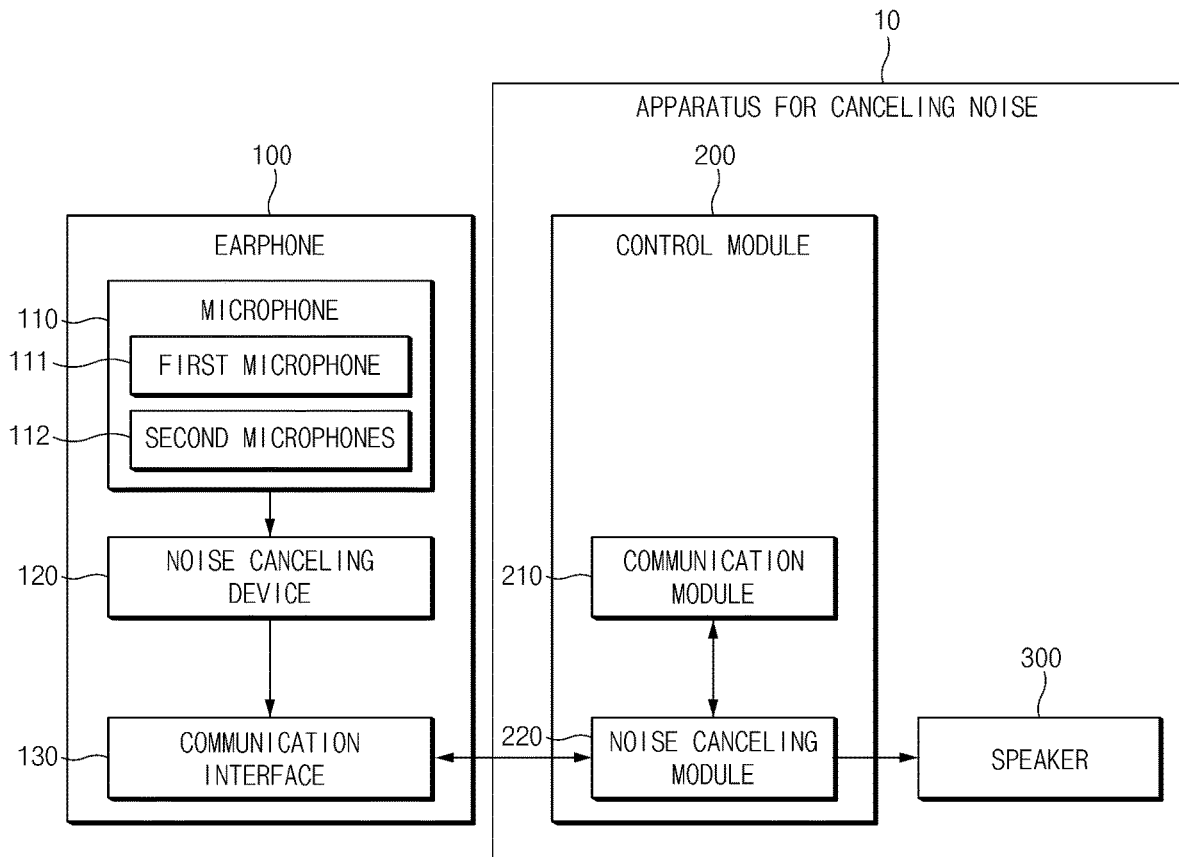 10
APPARATUS FOR CANCELING NOISE
100
200
EARPHONE
CONTROL MODULE
110
MICROPHONE
111
FIRST MICROPHONE
112
SECOND MICROPHONES
120
NOISE CANCELING
DEVICE
210
COMMUNICATION
MODULE
300
130
COMMUNICATION
INTERFACE
220
NOISE CANCELING
MODULE
SPEAKER